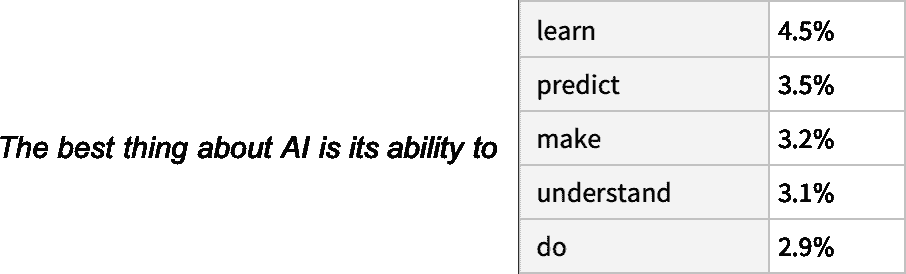 learn 4.5%
predict 3.5%
The best thing about AI is its ability to make 3.2%
understand 3.1%
do 2.9%